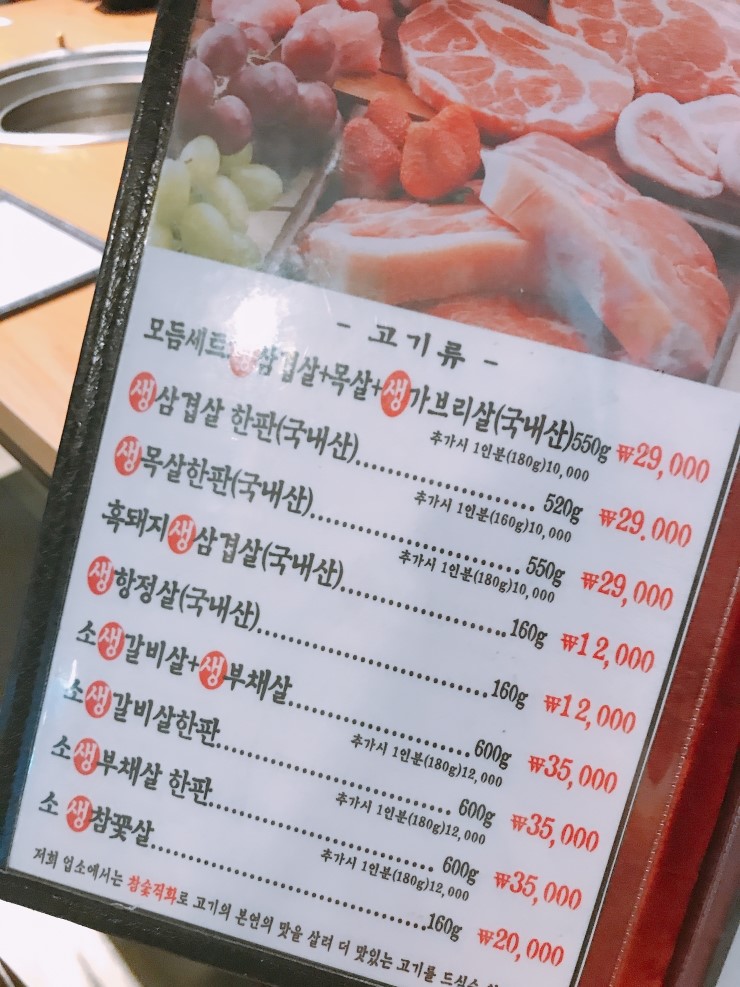 - 고기류 -
모듬세트 생삼겹살+목살+생가브리살(국내산)550g ₩29,000
추가시 1인분(180g)10,000
생삼겹살 한판(국내산)..................520g ₩29.000
추가시 1인분(160g)10,000
생목살한판(국내산)..................550g ₩29,000
추가시 1인분(180g)10,000
흑돼지생삼겹살(국내산)..................160g ₩12,000
생항정살(국내산)..................160g ₩12,000
소생갈비살+생부채살..................600g ₩35,000
추가시 1인분(180g)12,000
소생갈비살한판..................600g ₩35,000
추가시 1인분(180g)12,000
소생부채살 한판..................600g ₩35,000
추가시 1인분(180g)12,000
소 생참꽃살..................160g ₩20,000
저희 업소에서는 참숯직화로 고기의 본연의 맛을 살려 더 맛있는 고기를 드실수